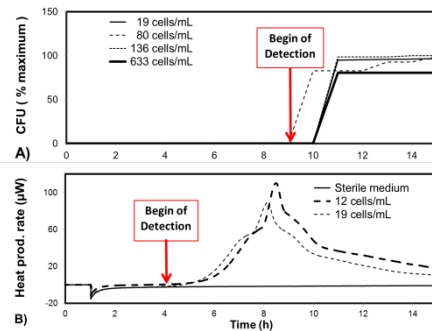 150
100
50
0
CFU ( % maximum )
19 cells/mL
80 cells/mL
136 cells/mL
633 cells/mL
Begin of
Detection
A)
0 2 4 6 8 10 12 14
100
60
20
-20
Heat prod. rate (µW)
Begin of
Detection
Sterile medium
12 cells/mL
19 cells/mL
B)
0 2 4 6 8 10 12 14
Time (h)